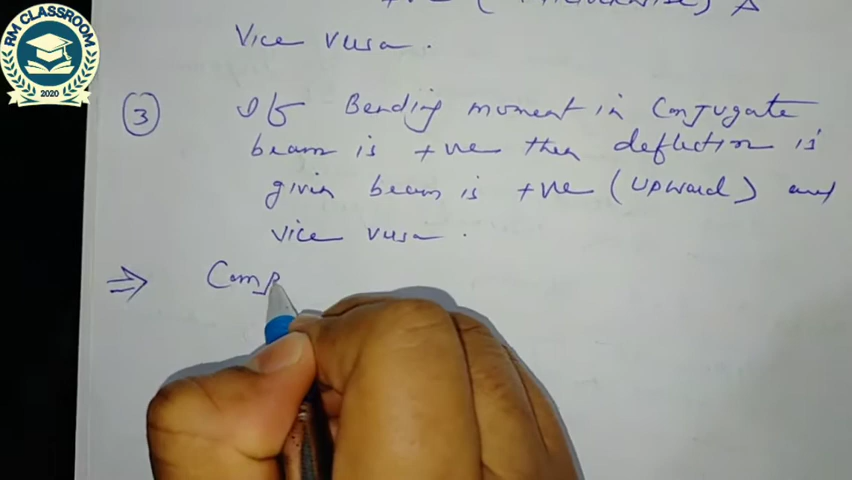 RM CLASSROOM
2020
+ve (
Vice versa.
3 If Bending moment in Conjugate
beam is +ve then deflection is
given beam is +ve (upward) and
vice versa.
⇒ Comp